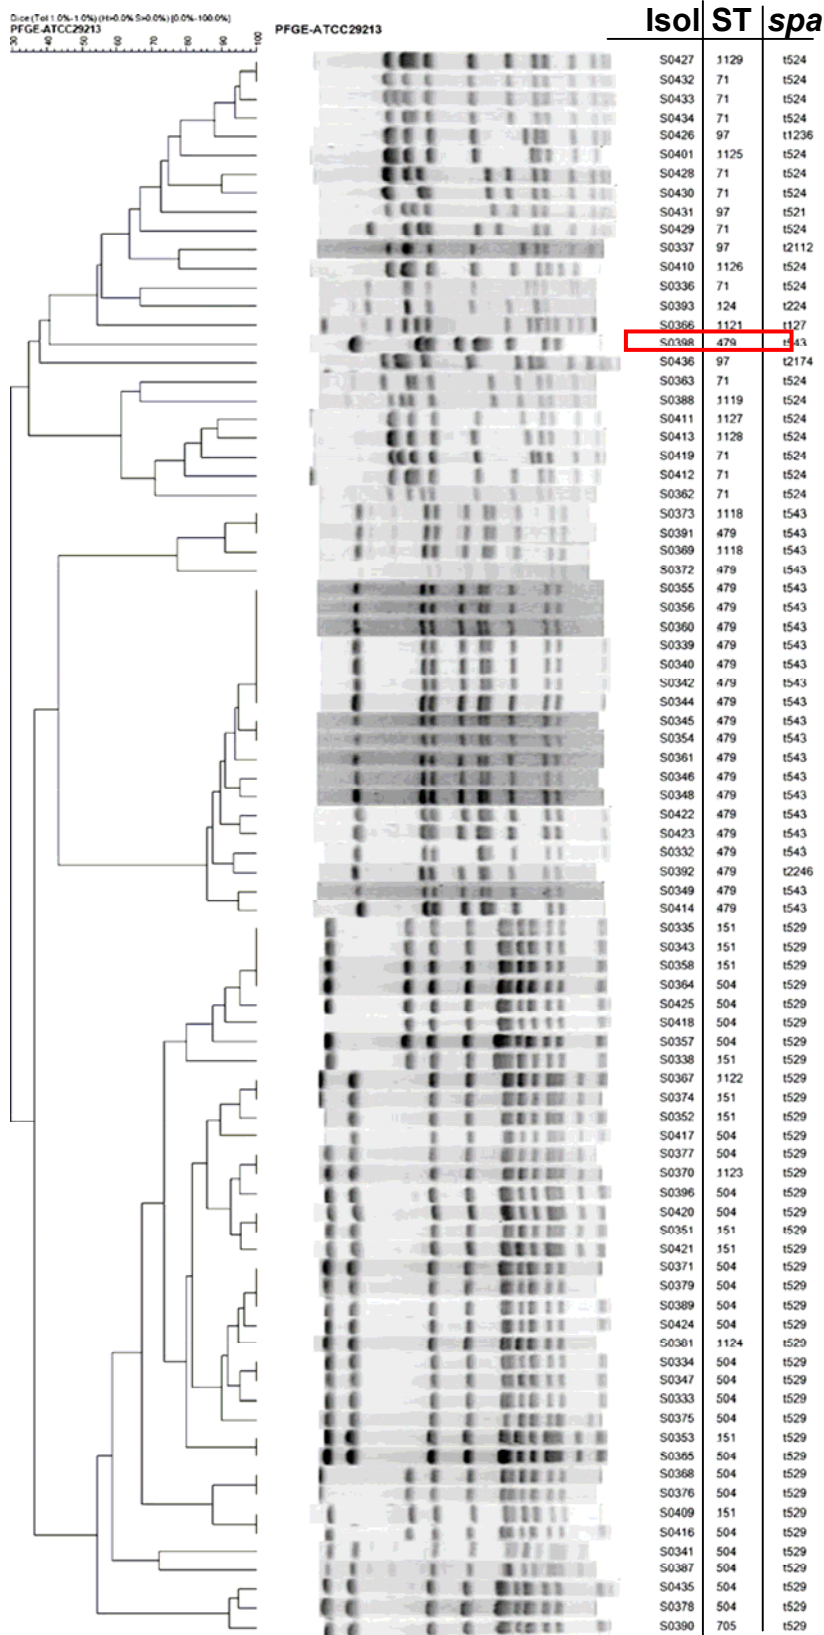 Dice (Tol 1.0%-1.0%) (H>0.0% S>0.0%) [0.0%-100.0%]
PFGE-ATCC29213 PFGE-ATCC29213
30 40 50 60 70 80 90 100
Isol ST spa
S0427 1129 t524
S0432 71 t524
S0433 71 t524
S0434 71 t524
S0426 97 t1236
S0401 1125 t524
S0428 71 t524
S0430 71 t524
S0431 97 t521
S0429 71 t524
S0337 97 t2112
S0410 1126 t524
S0336 71 t524
S0393 124 t224
S0366 1121 t127
S0398 479 t543
S0436 97 t2174
S0363 71 t524
S0388 1119 t524
S0411 1127 t524
S0413 1128 t524
S0419 71 t524
S0412 71 t524
S0362 71 t524
S0373 1118 t543
S0391 479 t543
S0369 1118 t543
S0372 479 t543
S0355 479 t543
S0356 479 t543
S0360 479 t543
S0339 479 t543
S0340 479 t543
S0342 479 t543
S0344 479 t543
S0345 479 t543
S0354 479 t543
S0361 479 t543
S0346 479 t543
S0348 479 t543
S0422 479 t543
S0423 479 t543
S0332 479 t543
S0392 479 t2246
S0349 479 t543
S0414 479 t543
S0335 151 t529
S0343 151 t529
S0358 151 t529
S0364 504 t529
S0425 504 t529
S0418 504 t529
S0357 504 t529
S0338 151 t529
S0367 1122 t529
S0374 151 t529
S0352 151 t529
S0417 504 t529
S0377 504 t529
S0370 1123 t529
S0396 504 t529
S0420 504 t529
S0351 151 t529
S0421 151 t529
S0371 504 t529
S0379 504 t529
S0389 504 t529
S0424 504 t529
S0381 1124 t529
S0334 504 t529
S0347 504 t529
S0333 504 t529
S0375 504 t529
S0353 151 t529
S0365 504 t529
S0368 504 t529
S0376 504 t529
S0409 151 t529
S0416 504 t529
S0341 504 t529
S0387 504 t529
S0435 504 t529
S0378 504 t529
S0390 705 t529